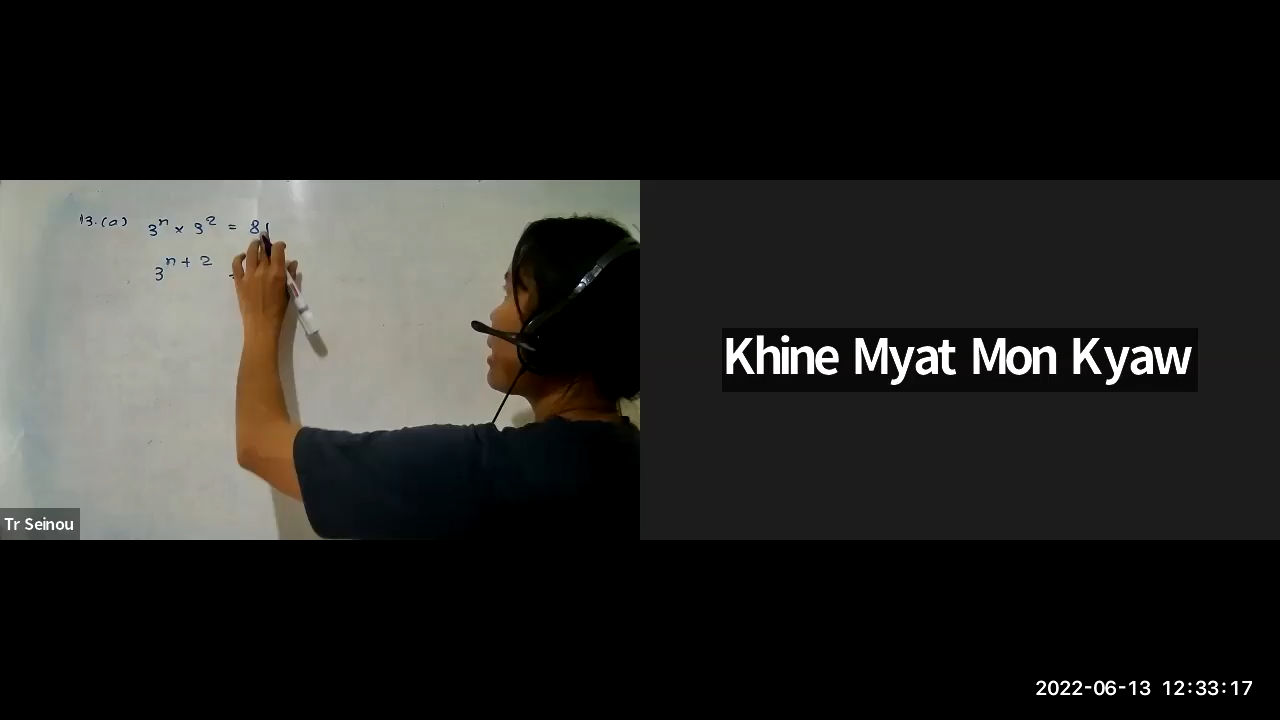 13.(a) 3ⁿ × 3² = 81
3ⁿ⁺² =
Tr Seinou
Khine Myat Mon Kyaw
2022-06-13 12:33:17